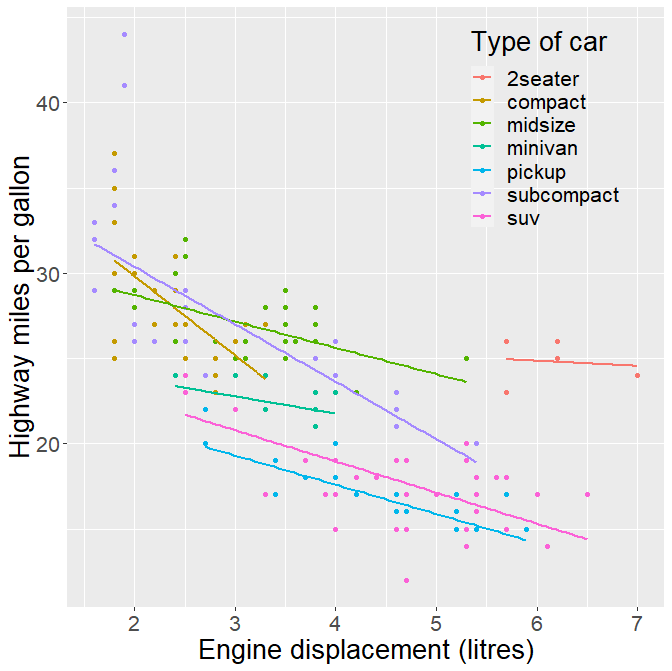 Type of car
2seater
compact
midsize
minivan
pickup
subcompact
suv
Highway miles per gallon
40
30
20
2 3 4 5 6 7
Engine displacement (litres)